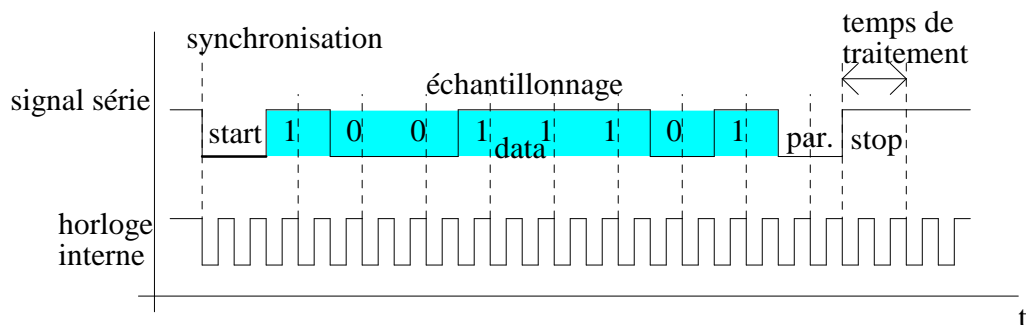 synchronisation
temps de
traitement
échantillonnage
signal série
start 1 0 0 1 1 1 0 1 par. stop
data
horloge
interne
t